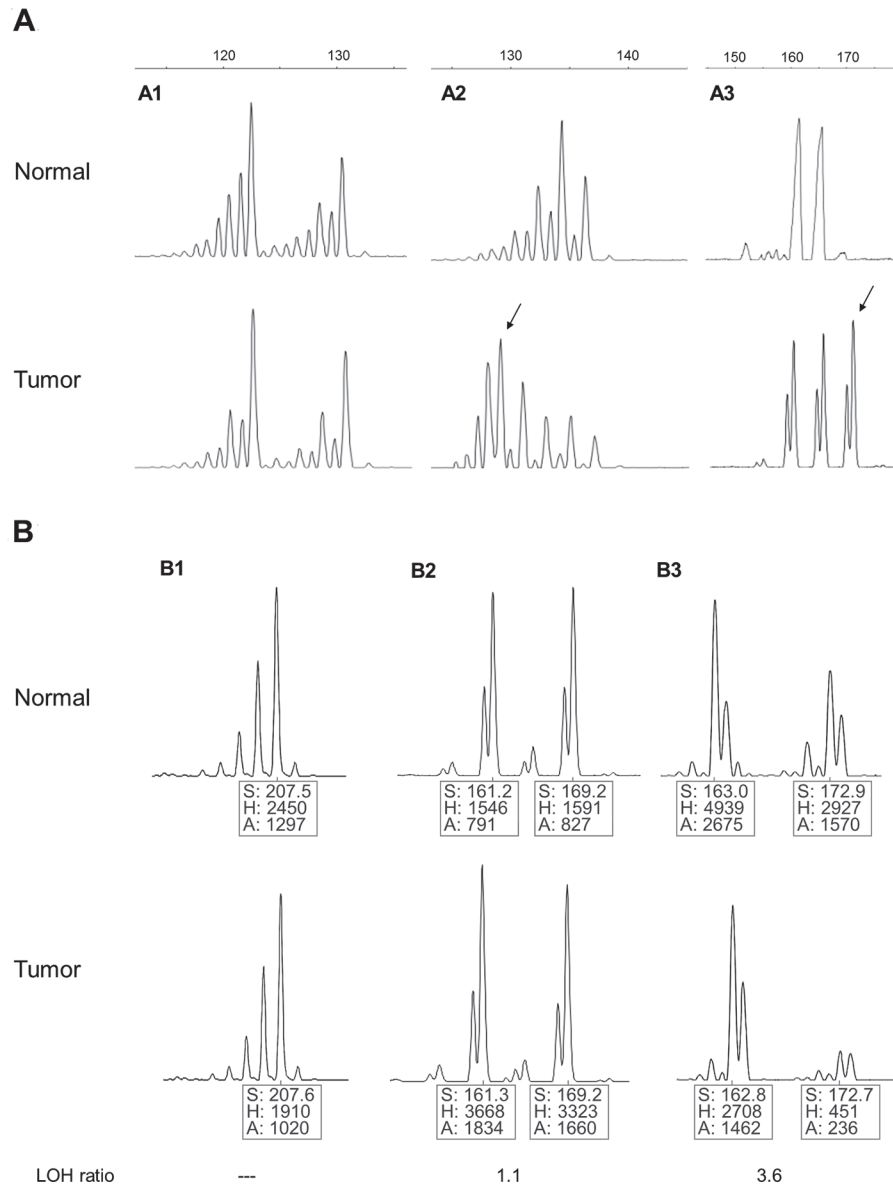 A
120 130 130 140 150 160 170
A1 A2 A3
Normal
Tumor
B
B1 B2 B3
Normal
S: 207.5 S: 161.2 S: 169.2 S: 163.0 S: 172.9
H: 2450 H: 1546 H: 1591 H: 4939 H: 2927
A: 1297 A: 791 A: 827 A: 2675 A: 1570
Tumor
S: 207.6 S: 161.3 S: 169.2 S: 162.8 S: 172.7
H: 1910 H: 3668 H: 3323 H: 2708 H: 451
A: 1020 A: 1834 A: 1660 A: 1462 A: 236
LOH ratio --- 1.1 3.6